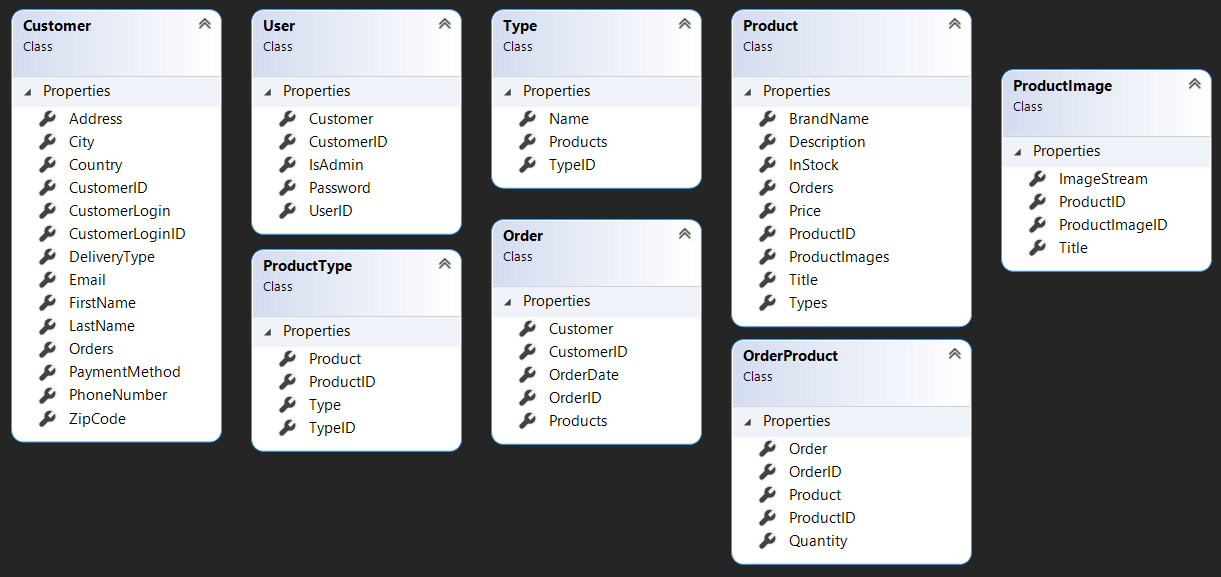 Customer
Class
Properties
Address
City
Country
CustomerID
CustomerLogin
CustomerLoginID
DeliveryType
Email
FirstName
LastName
Orders
PaymentMethod
PhoneNumber
ZipCode
User
Class
Properties
Customer
CustomerID
IsAdmin
Password
UserID
ProductType
Class
Properties
Product
ProductID
Type
TypeID
Type
Class
Properties
Name
Products
TypeID
Order
Class
Properties
Customer
CustomerID
OrderDate
OrderID
Products
Product
Class
Properties
BrandName
Description
InStock
Orders
Price
ProductID
ProductImages
Title
Types
OrderProduct
Class
Properties
Order
OrderID
Product
ProductID
Quantity
ProductImage
Class
Properties
ImageStream
ProductID
ProductImageID
Title